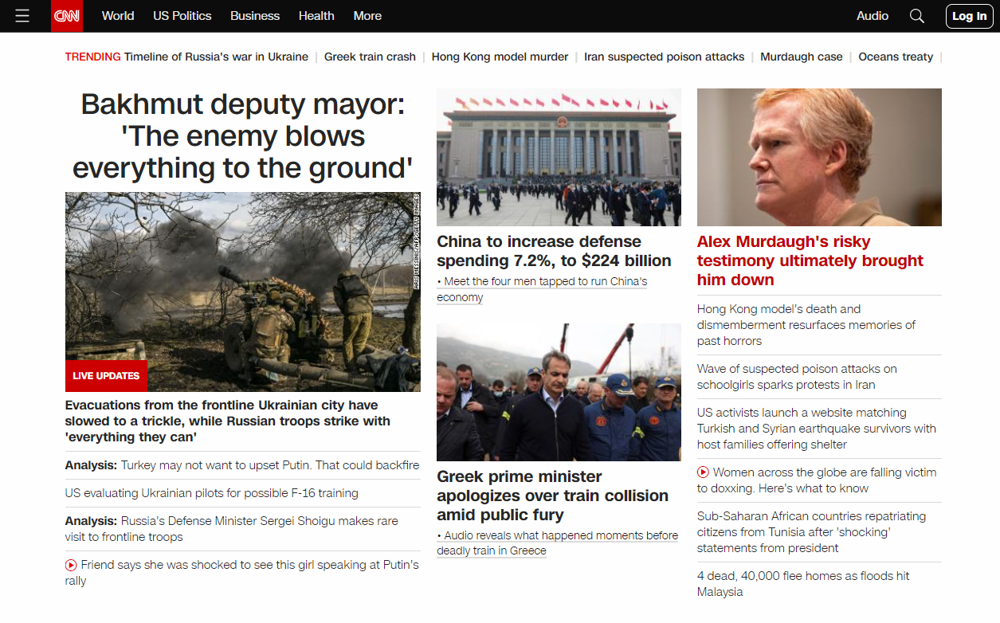 CNN World US Politics Business Health More Audio Log In
TRENDING Timeline of Russia's war in Ukraine | Greek train crash | Hong Kong model murder | Iran suspected poison attacks | Murdaugh case | Oceans treaty |
Bakhmut deputy mayor:
'The enemy blows
everything to the ground'
LIVE UPDATES
Evacuations from the frontline Ukrainian city have
slowed to a trickle, while Russian troops strike with
'everything they can'
Analysis: Turkey may not want to upset Putin. That could backfire
US evaluating Ukrainian pilots for possible F-16 training
Analysis: Russia's Defense Minister Sergei Shoigu makes rare
visit to frontline troops
Friend says she was shocked to see this girl speaking at Putin's
rally
China to increase defense
spending 7.2%, to $224 billion
• Meet the four men tapped to run China's
economy
Greek prime minister
apologizes over train collision
amid public fury
• Audio reveals what happened moments before
deadly train in Greece
Alex Murdaugh's risky
testimony ultimately brought
him down
Hong Kong model's death and
dismemberment resurfaces memories of
past horrors
Wave of suspected poison attacks on
schoolgirls sparks protests in Iran
US activists launch a website matching
Turkish and Syrian earthquake survivors with
host families offering shelter
Women across the globe are falling victim
to doxxing. Here's what to know
Sub-Saharan African countries repatriating
citizens from Tunisia after 'shocking'
statements from president
4 dead, 40,000 flee homes as floods hit
Malaysia